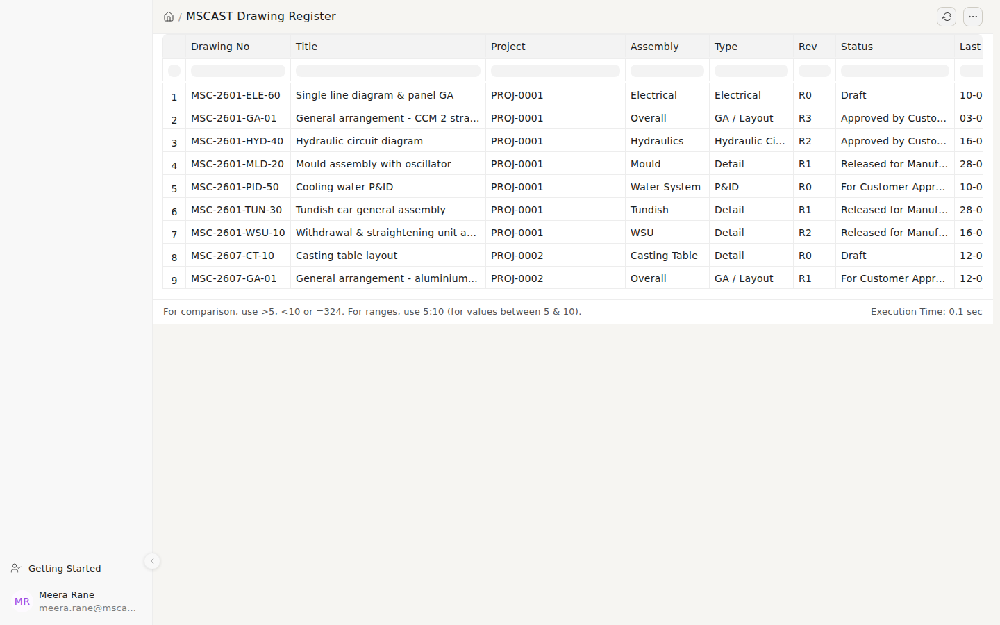 / MSCAST Drawing Register
Drawing No Title Project Assembly Type Rev Status Last
1 MSC-2601-ELE-60 Single line diagram & panel GA PROJ-0001 Electrical Electrical R0 Draft 10-0
2 MSC-2601-GA-01 General arrangement - CCM 2 stra... PROJ-0001 Overall GA / Layout R3 Approved by Custo... 03-0
3 MSC-2601-HYD-40 Hydraulic circuit diagram PROJ-0001 Hydraulics Hydraulic Ci... R2 Approved by Custo... 16-0
4 MSC-2601-MLD-20 Mould assembly with oscillator PROJ-0001 Mould Detail R1 Released for Manuf... 28-0
5 MSC-2601-PID-50 Cooling water P&ID PROJ-0001 Water System P&ID R0 For Customer Appr... 10-0
6 MSC-2601-TUN-30 Tundish car general assembly PROJ-0001 Tundish Detail R1 Released for Manuf... 28-0
7 MSC-2601-WSU-10 Withdrawal & straightening unit a... PROJ-0001 WSU Detail R2 Released for Manuf... 16-0
8 MSC-2607-CT-10 Casting table layout PROJ-0002 Casting Table Detail R0 Draft 12-0
9 MSC-2607-GA-01 General arrangement - aluminium... PROJ-0002 Overall GA / Layout R1 For Customer Appr... 12-0
For comparison, use >5, <10 or =324. For ranges, use 5:10 (for values between 5 & 10). Execution Time: 0.1 sec
Getting Started
MR Meera Rane
meera.rane@msca...